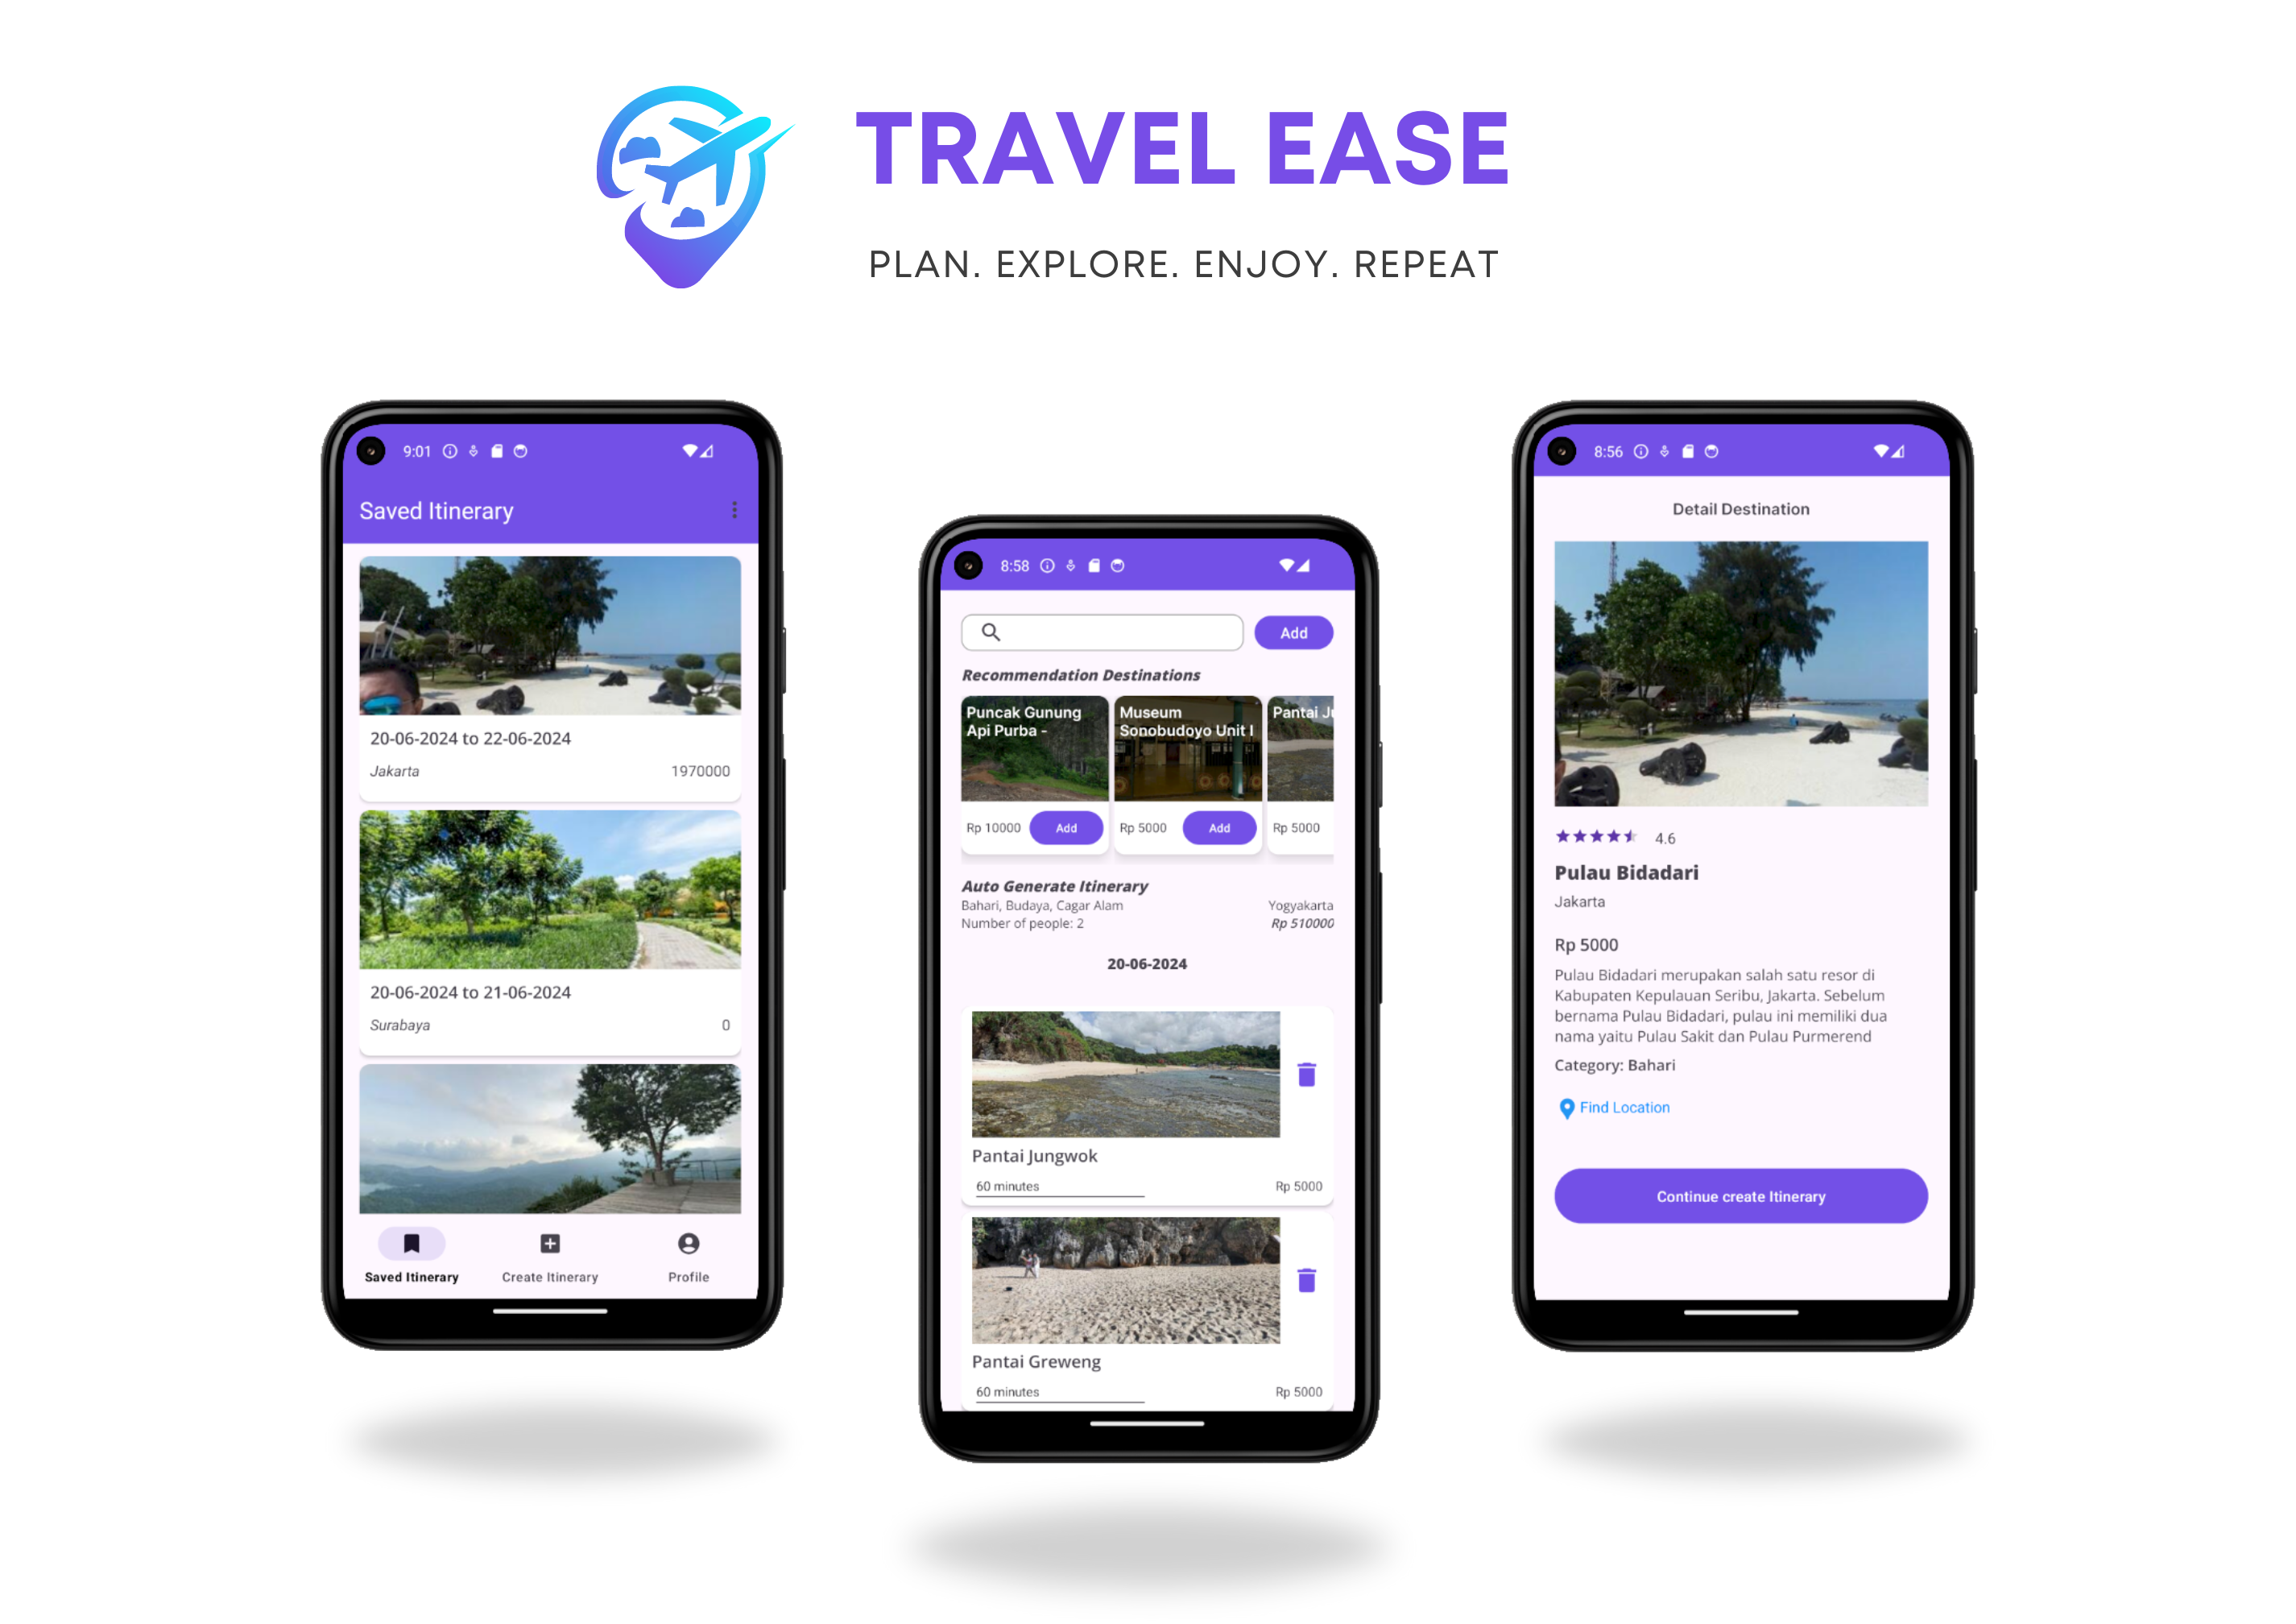 TRAVEL EASE
PLAN. EXPLORE. ENJOY. REPEAT
9:01
Saved Itinerary
20-06-2024 to 22-06-2024
Jakarta 1970000
20-06-2024 to 21-06-2024
Surabaya 0
Saved Itinerary Create Itinerary Profile
8:58
Add
Recommendation Destinations
Puncak Gunung
Api Purba -
Museum
Sonobudoyo Unit I
Pantai
Rp 10000 Add
Rp 5000 Add
Rp 5000
Auto Generate Itinerary
Bahari, Budaya, Cagar Alam Yogyakarta
Number of people: 2 Rp 510000
20-06-2024
Pantai Jungwok
60 minutes Rp 5000
Pantai Greweng
60 minutes Rp 5000
8:56
Detail Destination
4.6
Pulau Bidadari
Jakarta
Rp 5000
Pulau Bidadari merupakan salah satu resor di
Kabupaten Kepulauan Seribu, Jakarta. Sebelum
bernama Pulau Bidadari, pulau ini memiliki dua
nama yaitu Pulau Sakit dan Pulau Purmerend
Category: Bahari
Find Location
Continue create Itinerary